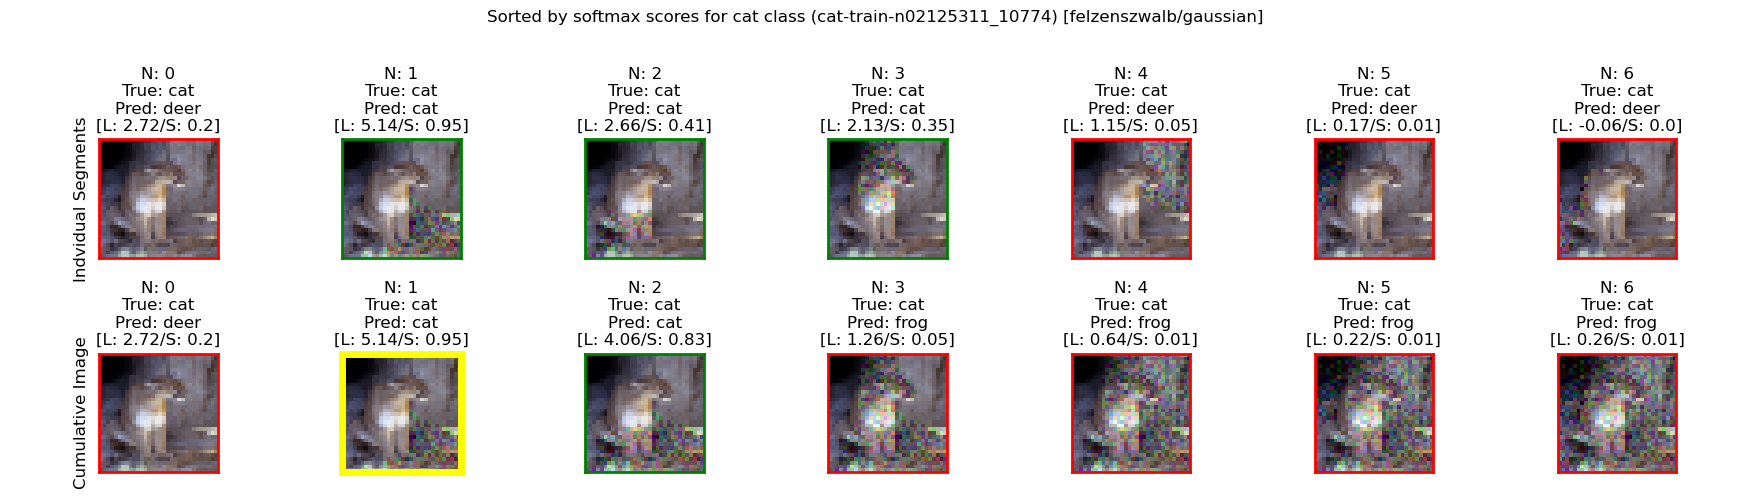 Sorted by softmax scores for cat class (cat-train-n02125311_10774) [felzenszwalb/gaussian]
Indvidual Segments
N: 0
True: cat
Pred: deer
[L: 2.72/S: 0.2]
N: 1
True: cat
Pred: cat
[L: 5.14/S: 0.95]
N: 2
True: cat
Pred: cat
[L: 2.66/S: 0.41]
N: 3
True: cat
Pred: cat
[L: 2.13/S: 0.35]
N: 4
True: cat
Pred: deer
[L: 1.15/S: 0.05]
N: 5
True: cat
Pred: deer
[L: 0.17/S: 0.01]
N: 6
True: cat
Pred: deer
[L: -0.06/S: 0.0]
Cumulative Image
N: 0
True: cat
Pred: deer
[L: 2.72/S: 0.2]
N: 1
True: cat
Pred: cat
[L: 5.14/S: 0.95]
N: 2
True: cat
Pred: cat
[L: 4.06/S: 0.83]
N: 3
True: cat
Pred: frog
[L: 1.26/S: 0.05]
N: 4
True: cat
Pred: frog
[L: 0.64/S: 0.01]
N: 5
True: cat
Pred: frog
[L: 0.22/S: 0.01]
N: 6
True: cat
Pred: frog
[L: 0.26/S: 0.01]